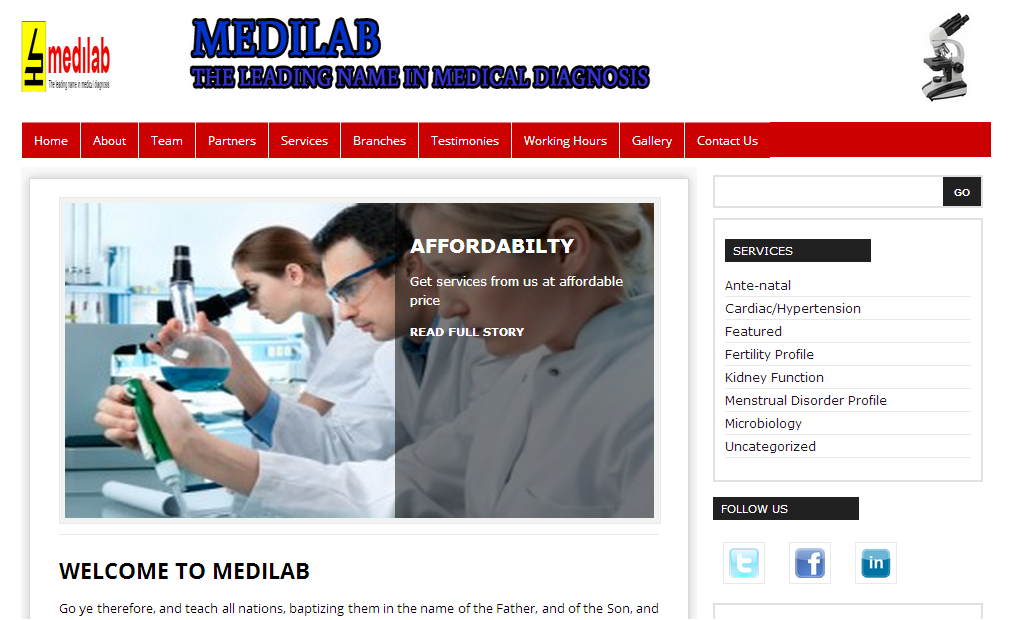 medilab
The leading name in medical diagnosis
MEDILAB
THE LEADING NAME IN MEDICAL DIAGNOSIS
Home About Team Partners Services Branches Testimonies Working Hours Gallery Contact Us
GO
AFFORDABILTY
Get services from us at affordable
price
READ FULL STORY
SERVICES
Ante-natal
Cardiac/Hypertension
Featured
Fertility Profile
Kidney Function
Menstrual Disorder Profile
Microbiology
Uncategorized
FOLLOW US
t f in
WELCOME TO MEDILAB
Go ye therefore, and teach all nations, baptizing them in the name of the Father, and of the Son, and